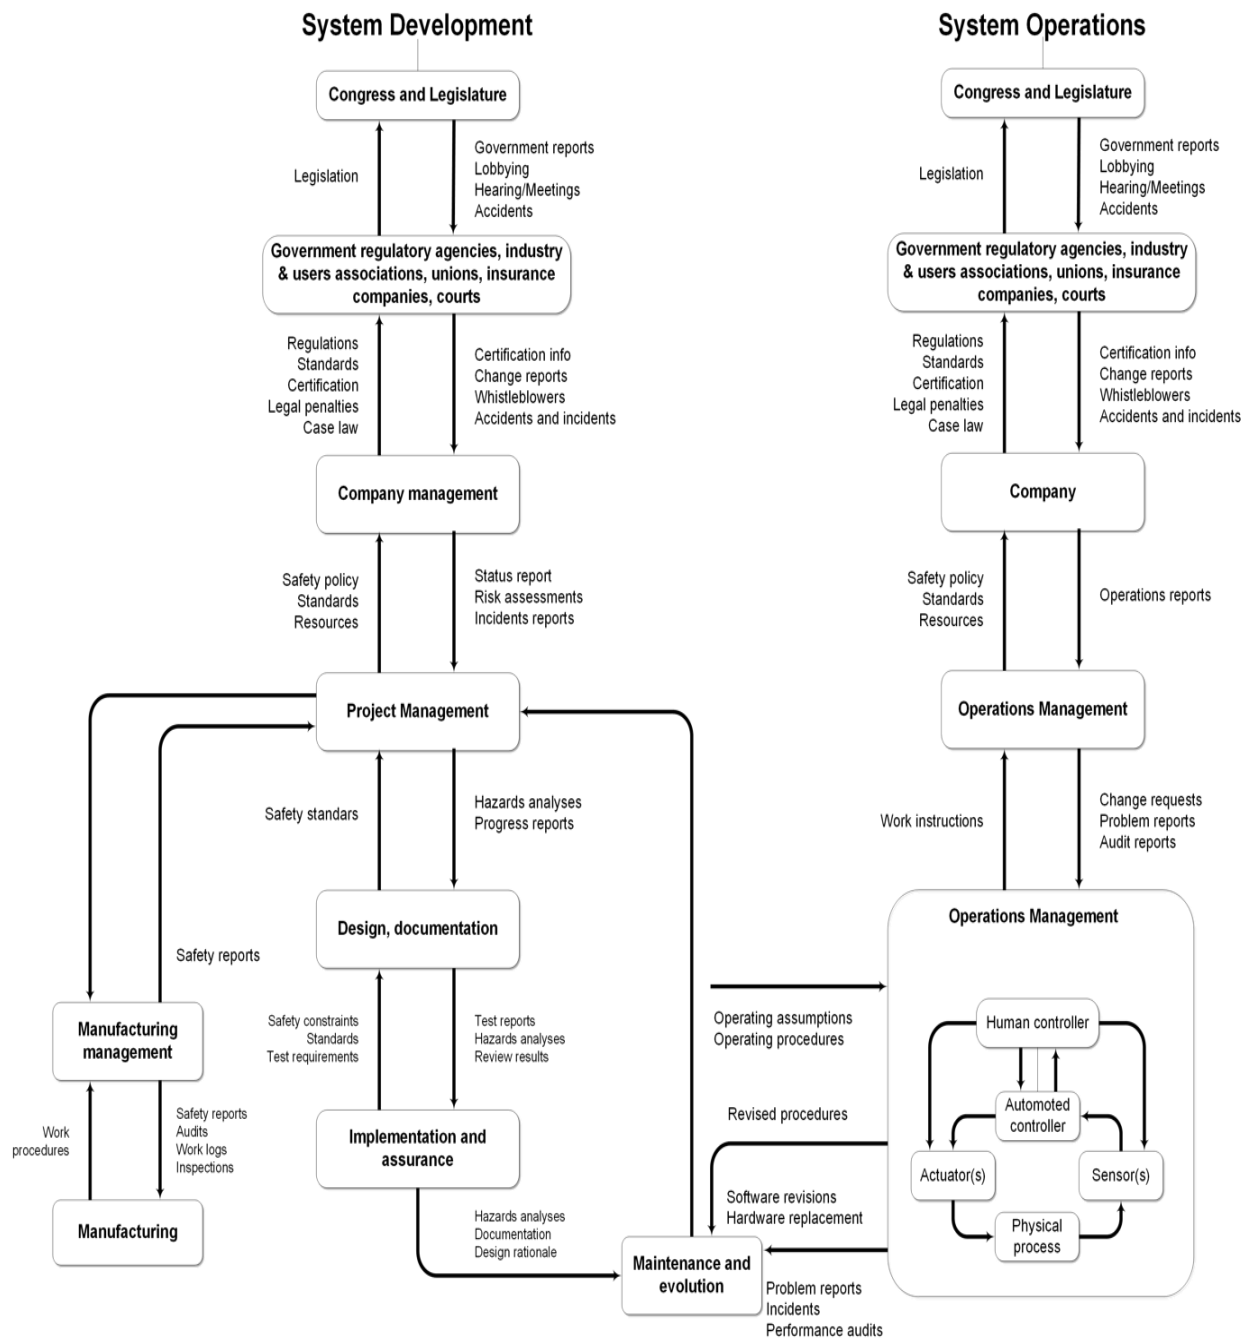 System Development
System Operations
Congress and Legislature
Legislation
Government reports
Lobbying
Hearing/Meetings
Accidents
Government regulatory agencies, industry
& users associations, unions, insurance
companies, courts
Regulations
Standards
Certification
Legal penalties
Case law
Certification info
Change reports
Whistleblowers
Accidents and incidents
Company management
Safety policy
Standards
Resources
Status report
Risk assessments
Incidents reports
Project Management
Safety standars
Hazards analyses
Progress reports
Design, documentation
Safety reports
Safety constraints
Standards
Test requirements
Test reports
Hazards analyses
Review results
Manufacturing
management
Work
procedures
Safety reports
Audits
Work logs
Inspections
Manufacturing
Implementation and
assurance
Hazards analyses
Documentation
Design rationale
Maintenance and
evolution
Congress and Legislature
Legislation
Government reports
Lobbying
Hearing/Meetings
Accidents
Government regulatory agencies, industry
& users associations, unions, insurance
companies, courts
Regulations
Standards
Certification
Legal penalties
Case law
Certification info
Change reports
Whistleblowers
Accidents and incidents
Company
Safety policy
Standards
Resources
Operations reports
Operations Management
Work instructions
Change requests
Problem reports
Audit reports
Operations Management
Operating assumptions
Operating procedures
Human controller
Automoted
controller
Actuator(s)
Sensor(s)
Physical
process
Revised procedures
Software revisions
Hardware replacement
Problem reports
Incidents
Performance audits